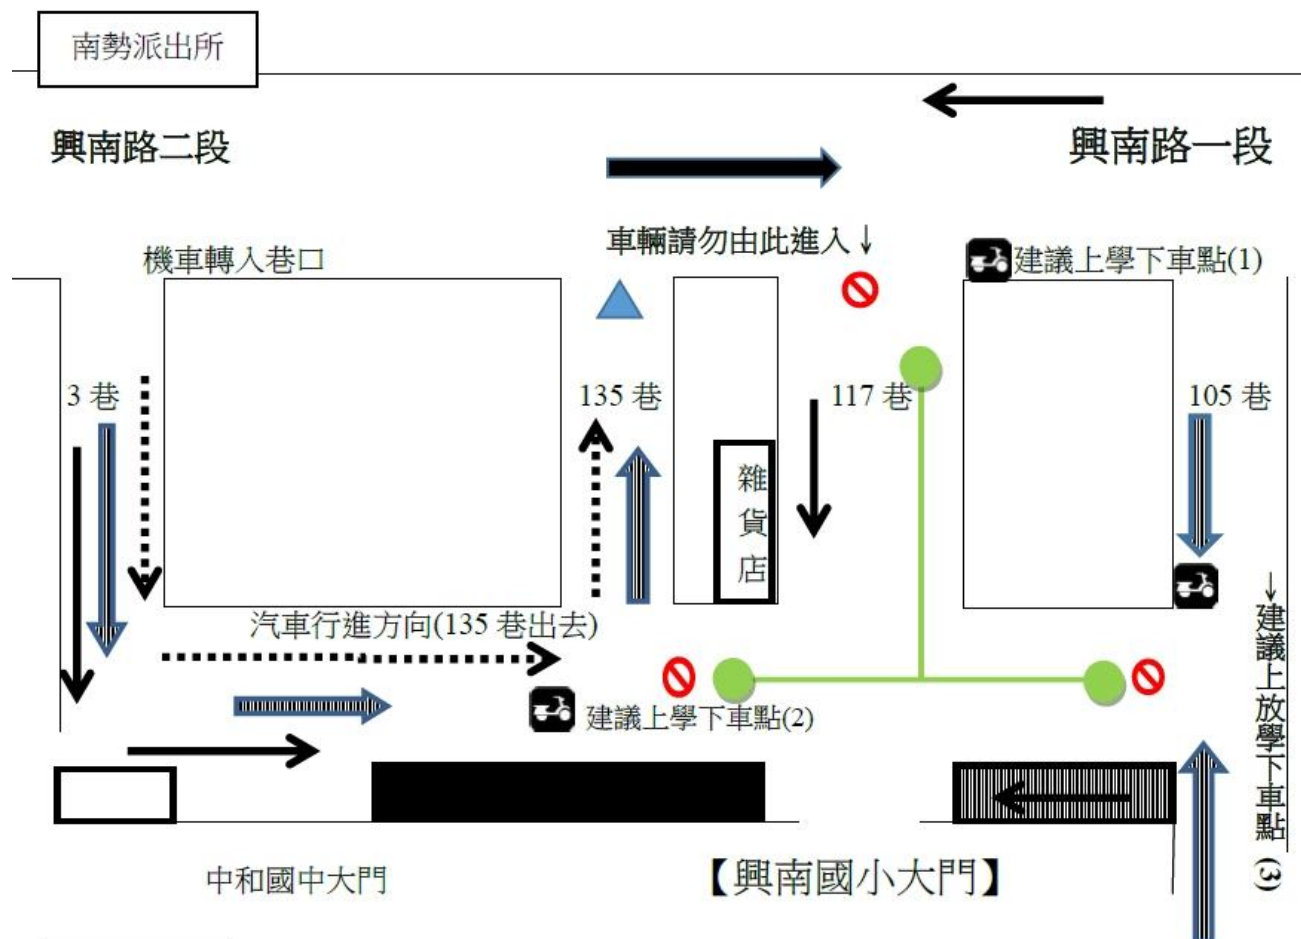 南勢派出所
興南路二段
興南路一段
車輛請勿由此進入↓
機車轉入巷口
建議上學下車點(1)
3 巷
135 巷
117 巷
105 巷
雜貨店
汽車行進方向(135 巷出去)
建議上學下車點(2)
↓建議上放學下車點(3)
中和國中大門
【興南國小大門】